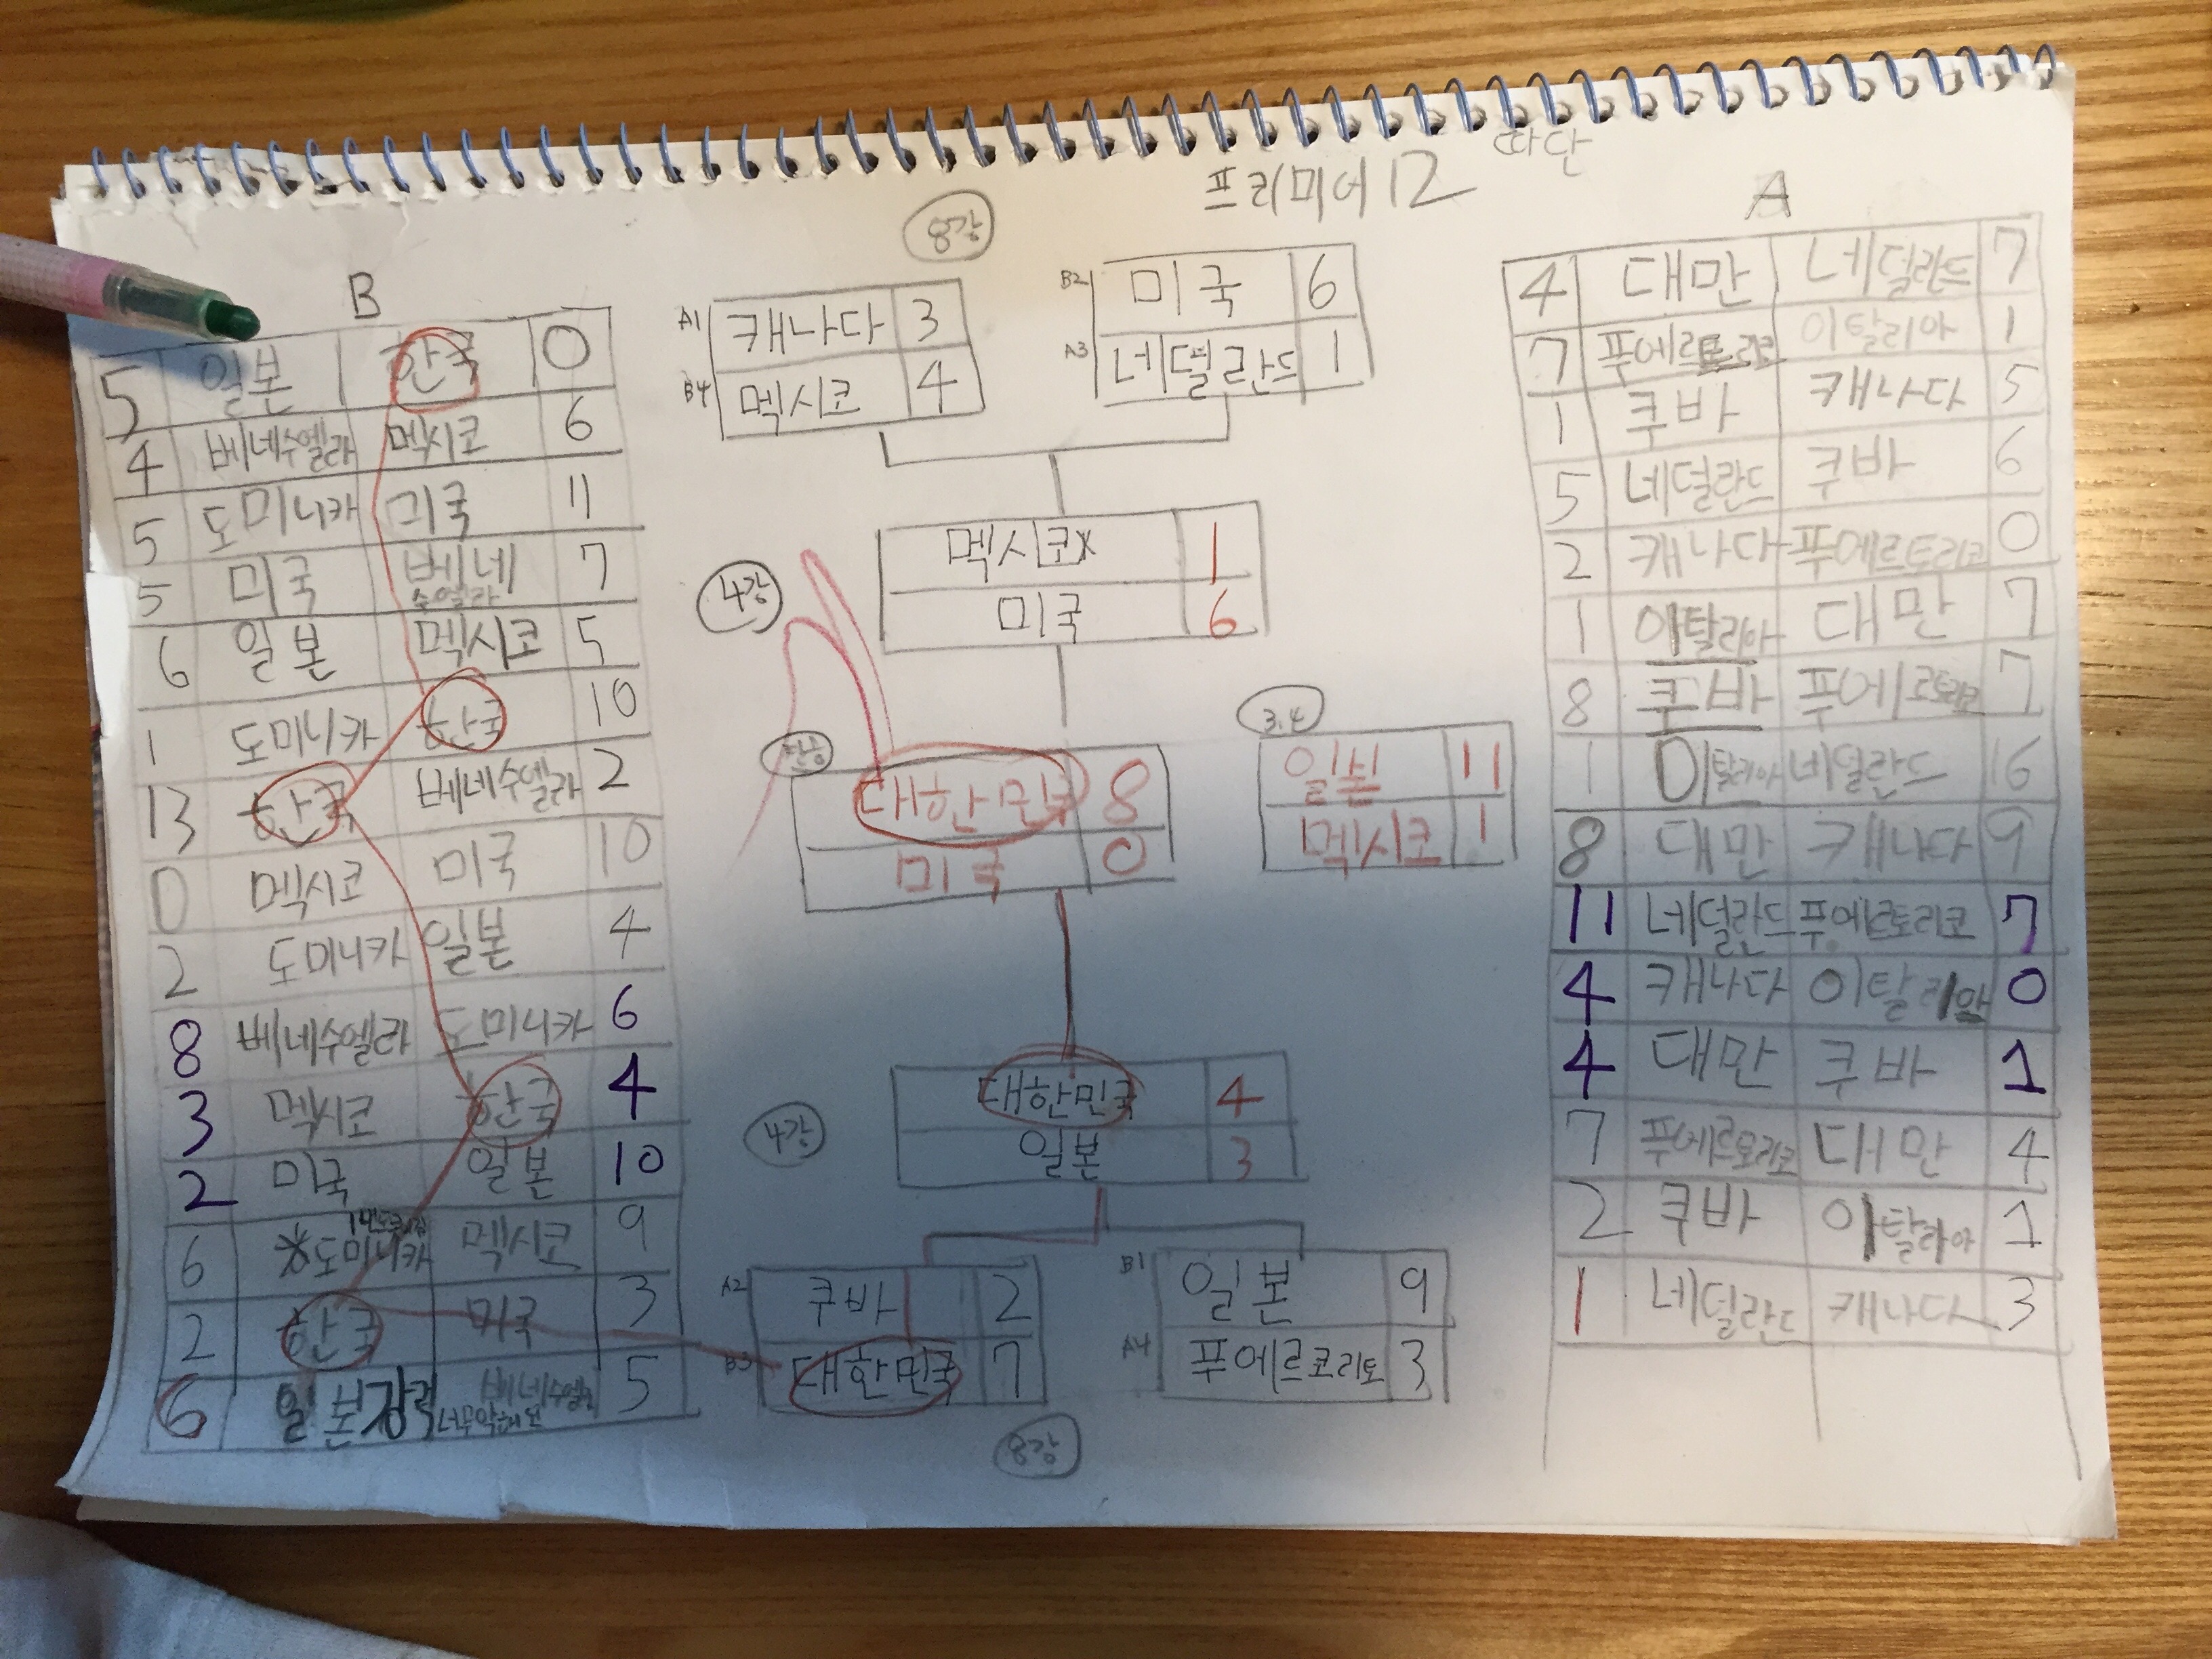 프리미어12 따단
B
5 일본 한국 0
4 베네수엘라 멕시코 6
5 도미니카 미국 11
5 미국 베네수엘라 7
6 일본 멕시코 5
1 도미니카 한국 10
13 한국 베네수엘라 2
0 멕시코 미국 10
2 도미니카 일본 4
8 베네수엘라 도미니카 6
3 멕시코 한국 4
2 미국 일본 10
6 도미니카 멕시코 9
2 한국 미국 3
6 일본 강력 베네수엘라 5
8강
A1 캐나다 3
B4 멕시코 4
B2 미국 6
A3 네덜란드 1
4강
멕시코x 1
미국 6
대한민국 8
미국 0
3.4
일본 11
멕시코 1
4강
대한민국 4
일본 3
A2 쿠바 2
B3 대한민국 7
B1 일본 9
A4 푸에르코리토 3
8강
A
4 대만 네덜란드 7
7 푸에르토리코 이탈리아 1
1 쿠바 캐나다 5
5 네덜란드 쿠바 6
2 캐나다 푸에르토리코 0
1 이탈리아 대만 7
8 쿠바 푸에르토리코 7
1 이탈리아 네덜란드 16
8 대만 캐나다 9
11 네덜란드 푸에르토리코 7
4 캐나다 이탈리아 0
4 대만 쿠바 1
7 푸에르토리코 대만 4
2 쿠바 이탈리아 1
1 네덜란드 캐나다 3